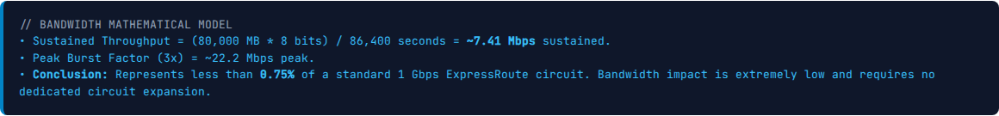 // BANDWIDTH MATHEMATICAL MODEL
• Sustained Throughput = (80,000 MB * 8 bits) / 86,400 seconds = ~7.41 Mbps sustained.
• Peak Burst Factor (3x) = ~22.2 Mbps peak.
• Conclusion: Represents less than 0.75% of a standard 1 Gbps ExpressRoute circuit. Bandwidth impact is extremely low and requires no
dedicated circuit expansion.